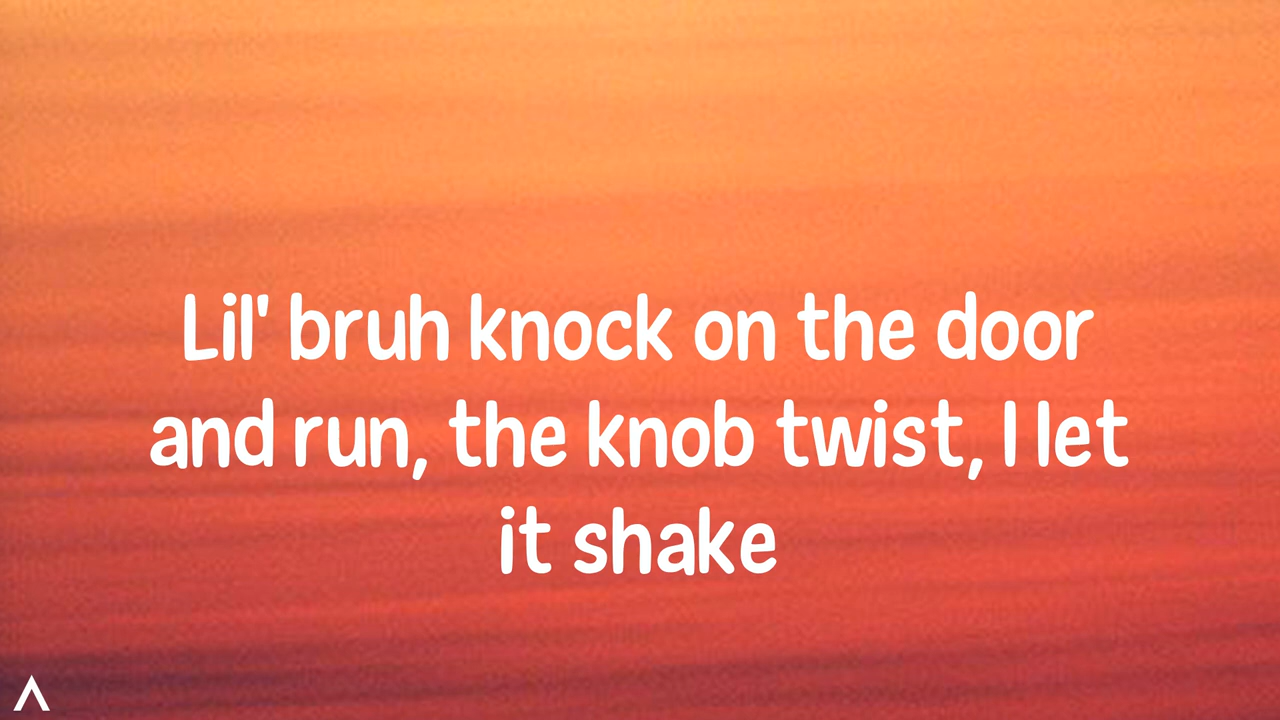 Lil' bruh knock on the door
and run, the knob twist, I let
it shake